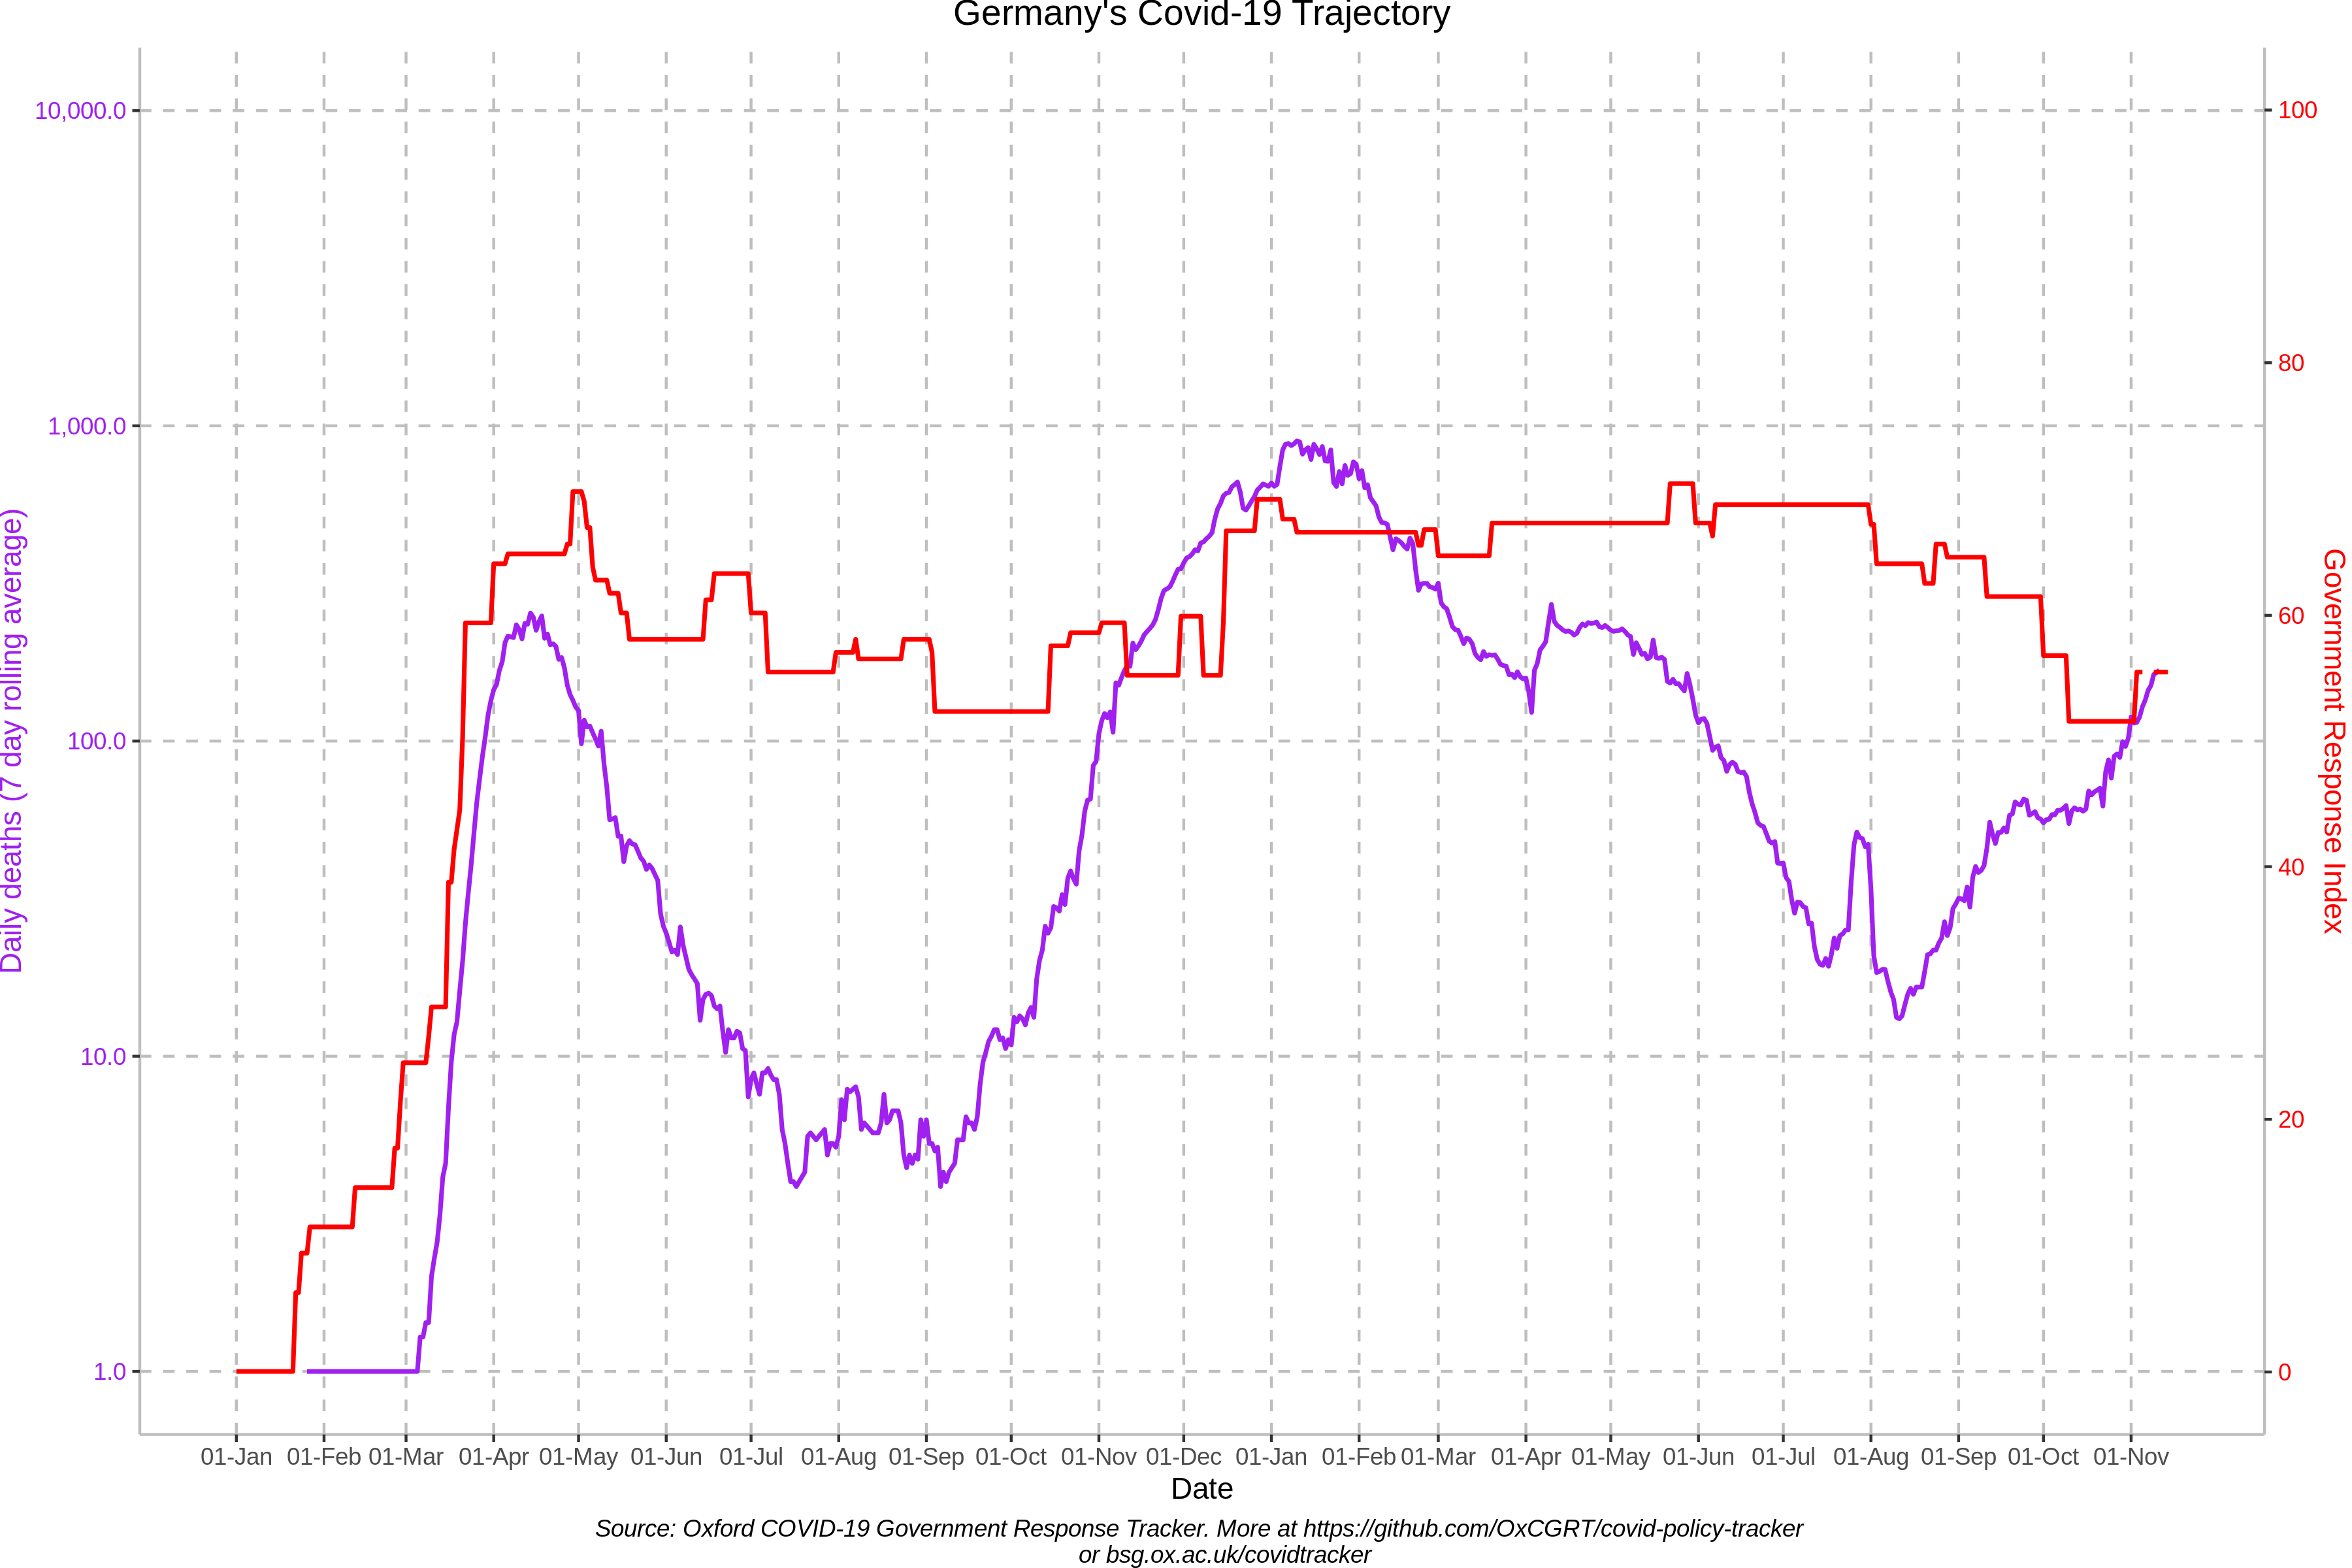 Germany's Covid-19 Trajectory
10,000.0
1,000.0
100.0
10.0
1.0
Daily deaths (7 day rolling average)
100
80
60
40
20
0
Government Response Index
01-Jan 01-Feb 01-Mar 01-Apr 01-May 01-Jun 01-Jul 01-Aug 01-Sep 01-Oct 01-Nov 01-Dec 01-Jan 01-Feb 01-Mar 01-Apr 01-May 01-Jun 01-Jul 01-Aug 01-Sep 01-Oct 01-Nov
Date
Source: Oxford COVID-19 Government Response Tracker. More at https://github.com/OxCGRT/covid-policy-tracker
or bsg.ox.ac.uk/covidtracker